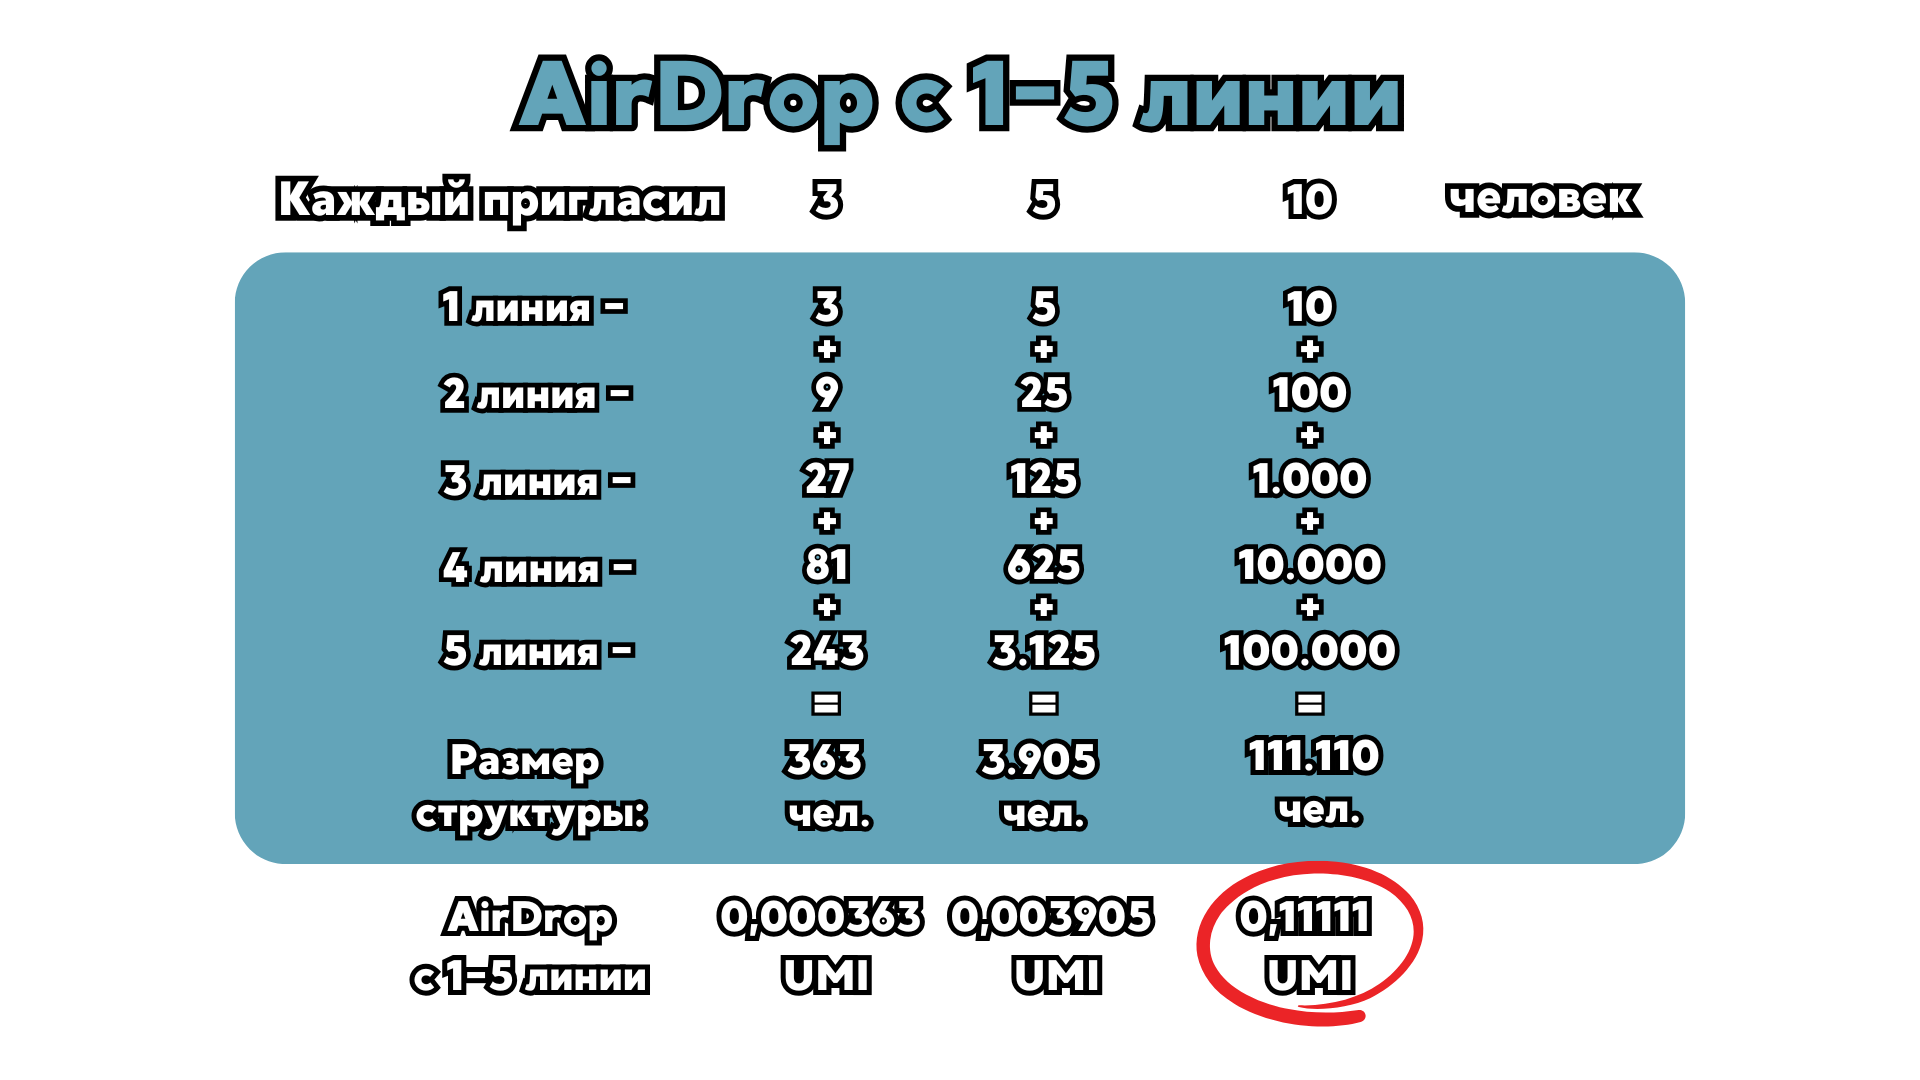 AirDrop с 1-5 линии
Каждый пригласил 3 5 10 человек
1 линия - 3 5 10
+ + +
2 линия - 9 25 100
+ + +
3 линия - 27 125 1.000
+ + +
4 линия - 81 625 10.000
+ + +
5 линия - 243 3.125 100.000
= = =
Размер 363 3.905 111.110
структуры: чел. чел. чел.
AirDrop 0,000363 0,003905 0,11111
с 1-5 линии UMI UMI UMI